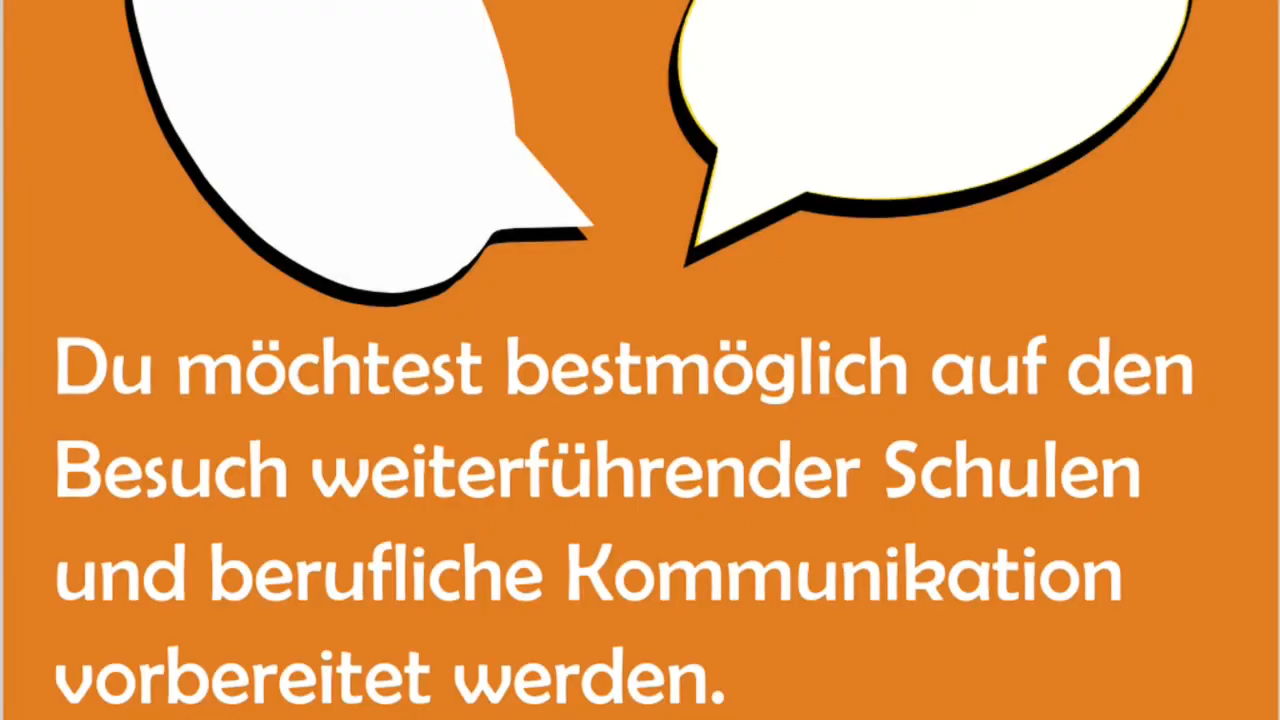 Du möchtest bestmöglich auf den
Besuch weiterführender Schulen
und berufliche Kommunikation
vorbereitet werden.